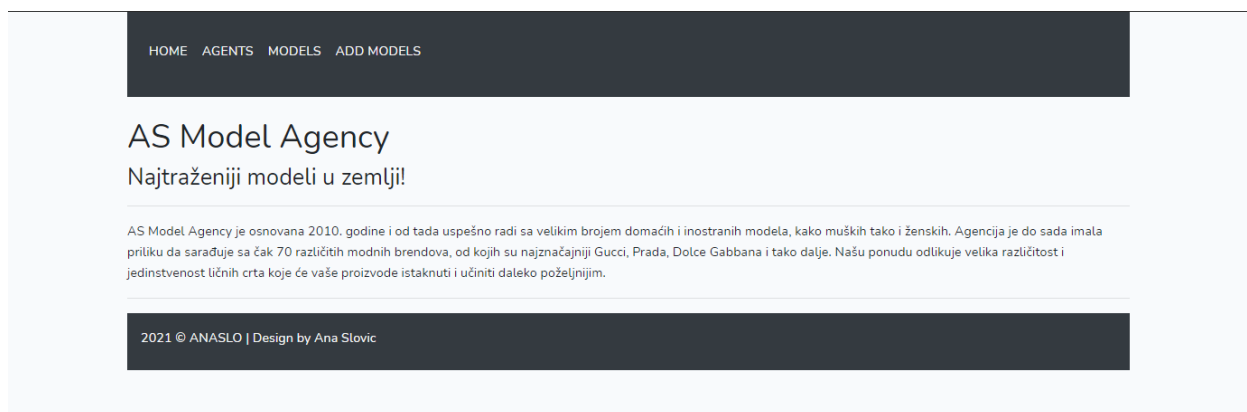 HOME AGENTS MODELS ADD MODELS
AS Model Agency
Najtraženiji modeli u zemlji!
AS Model Agency je osnovana 2010. godine i od tada uspešno radi sa velikim brojem domaćih i inostranih modela, kako muških tako i ženskih. Agencija je do sada imala
priliku da sarađuje sa čak 70 različitih modnih brendova, od kojih su najznačajniji Gucci, Prada, Dolce Gabbana i tako dalje. Našu ponudu odlikuje velika različitost i
jedinstvenost ličnih crta koje će vaše proizvode istaknuti i učiniti daleko poželjnijim.
2021 © ANASLO | Design by Ana Slovic